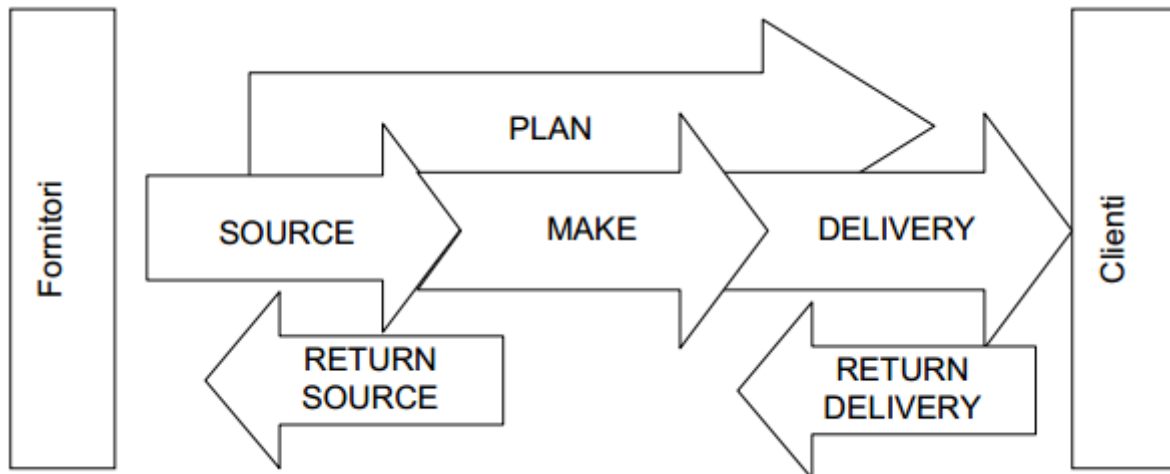 Fornitori
PLAN
SOURCE
MAKE
DELIVERY
Clienti
RETURN
SOURCE
RETURN
DELIVERY